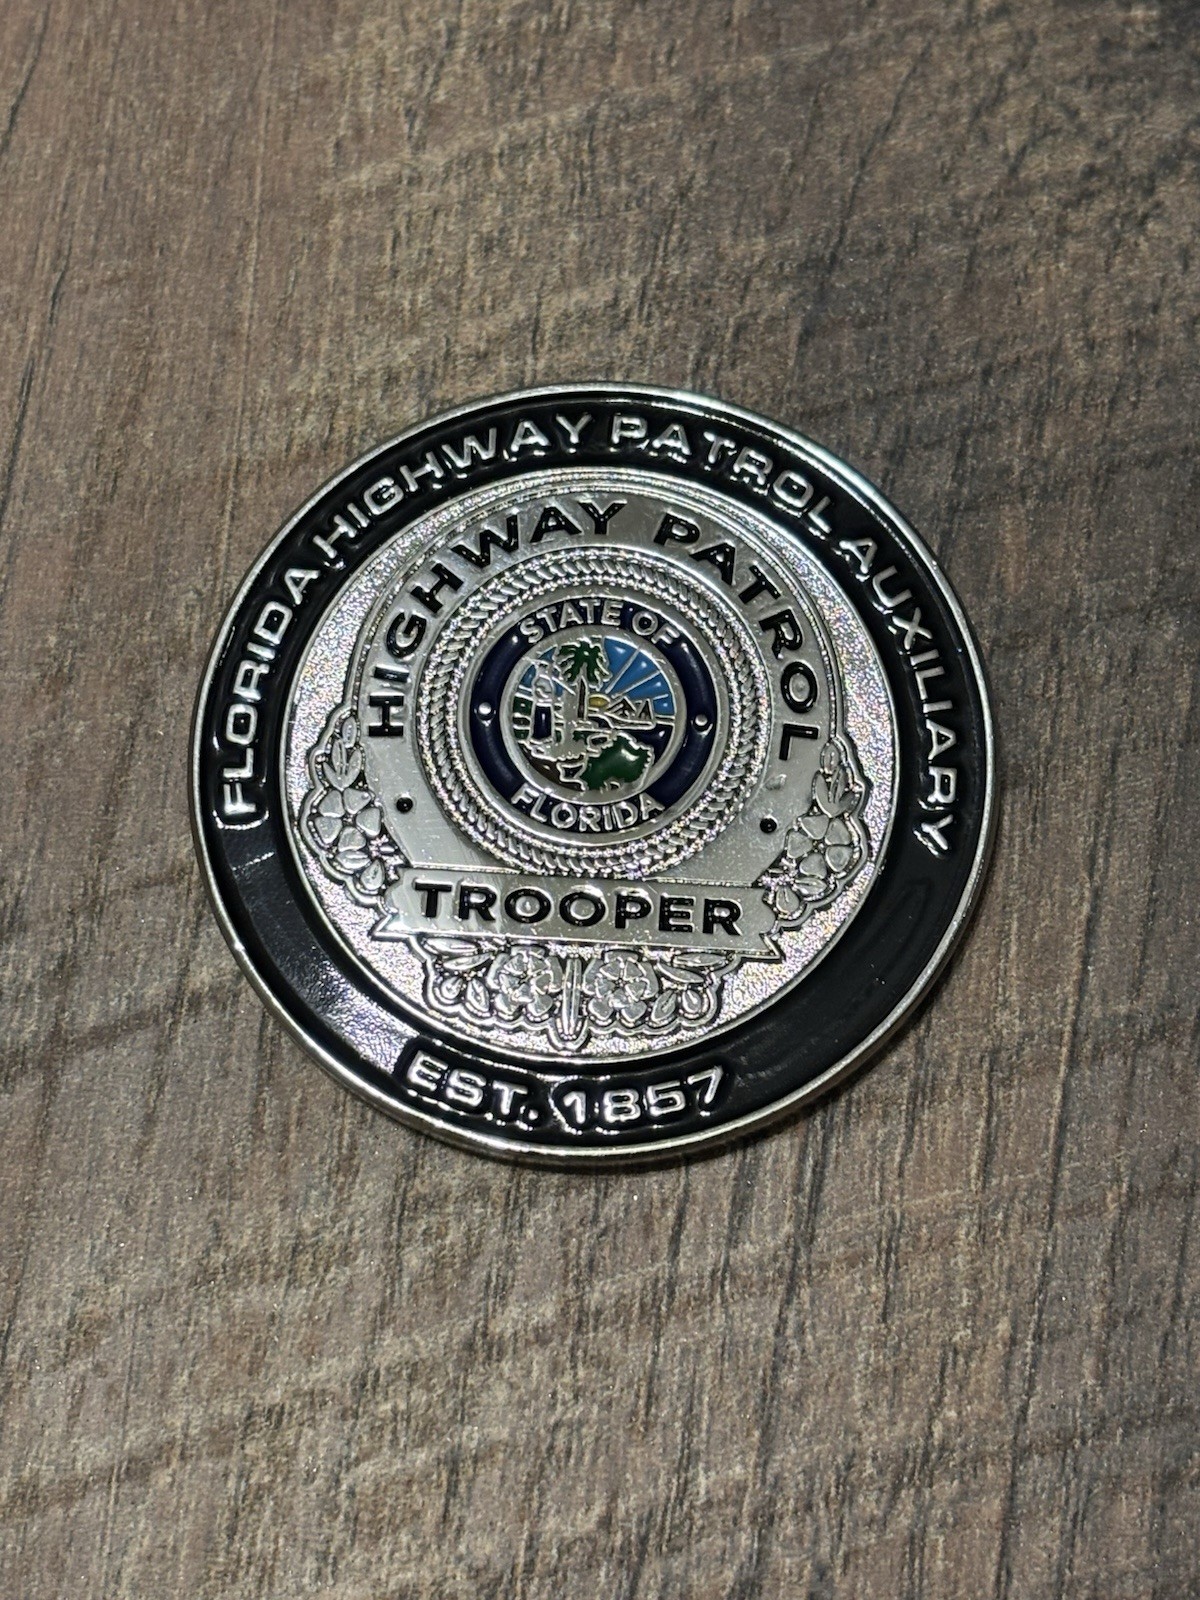 FLORIDA HIGHWAY PATROL AUXILIARY
HIGHWAY PATROL
STATE OF
FLORIDA
TROOPER
EST. 1857